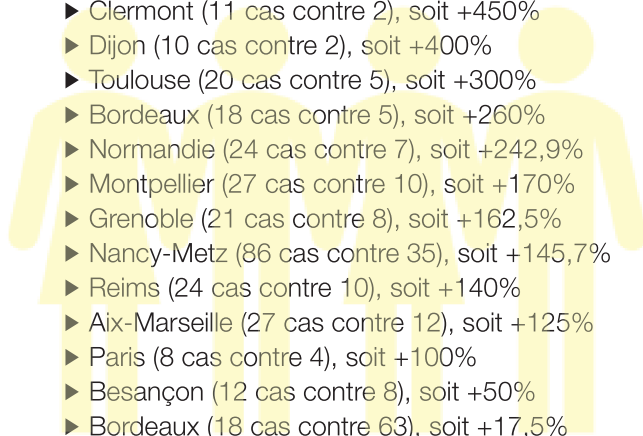 ▶ Clermont (11 cas contre 2), soit +450%
▶ Dijon (10 cas contre 2), soit +400%
▶ Toulouse (20 cas contre 5), soit +300%
▶ Bordeaux (18 cas contre 5), soit +260%
▶ Normandie (24 cas contre 7), soit +242,9%
▶ Montpellier (27 cas contre 10), soit +170%
▶ Grenoble (21 cas contre 8), soit +162,5%
▶ Nancy-Metz (86 cas contre 35), soit +145,7%
▶ Reims (24 cas contre 10), soit +140%
▶ Aix-Marseille (27 cas contre 12), soit +125%
▶ Paris (8 cas contre 4), soit +100%
▶ Besançon (12 cas contre 8), soit +50%
▶ Bordeaux (18 cas contre 63), soit +17,5%